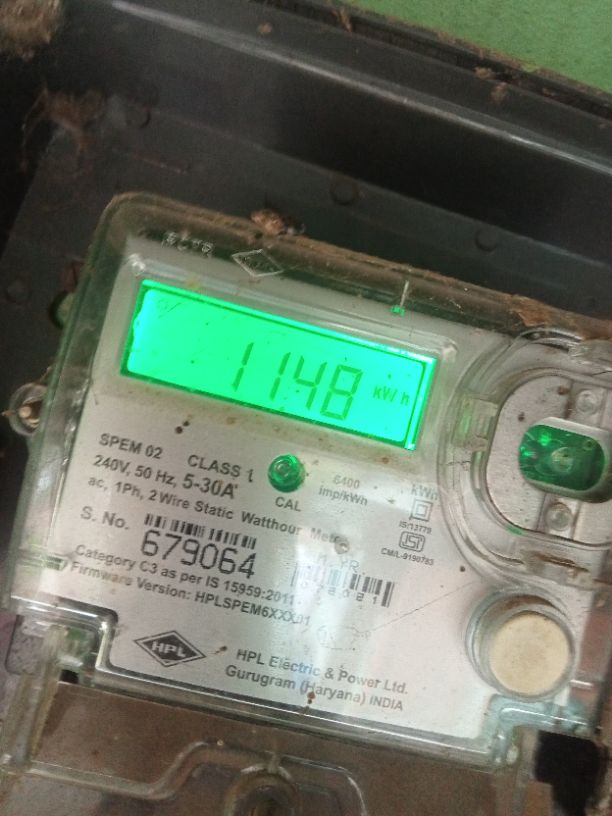 1148 kW h
SPEM 02 CLASS 1
240V, 50 Hz, 5-30A
ac, 1Ph, 2 Wire Static Watthour
CAL
6400
imp/kWh
kWh
IS/13779
CM/L-9190783
S. No.
679064
Category C3 as per IS 15959:2011
Firmware Version: HPLSPEM6XXX01
HPL
HPL Electric & Power Ltd.
Gurugram (Haryana) INDIA